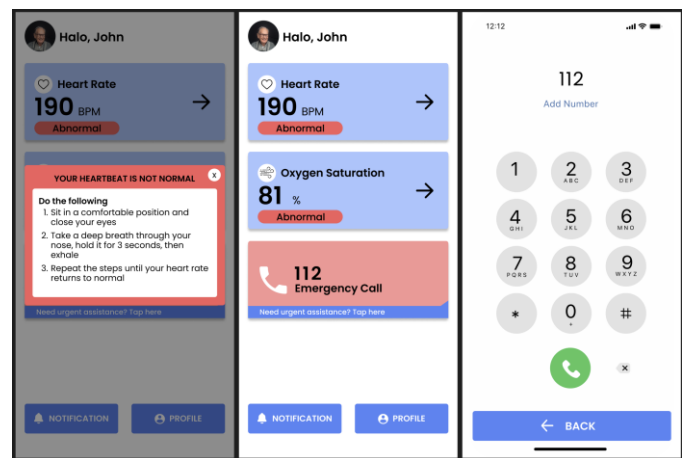 Halo, John
Heart Rate
190 BPM
Abnormal
YOUR HEARTBEAT IS NOT NORMAL
x
Do the following
1. Sit in a comfortable position and
close your eyes
2. Take a deep breath through your
nose, hold it for 3 seconds, then
exhale
3. Repeat the steps until your heart rate
returns to normal
Need urgent assistance? Tap here
NOTIFICATION
PROFILE
Halo, John
Heart Rate
190 BPM
Abnormal
Oxygen Saturation
81 %
Abnormal
112
Emergency Call
Need urgent assistance? Tap here
NOTIFICATION
PROFILE
12:12
112
Add Number
1 2 3
ABC DEF
4 5 6
GHI JKL MNO
7 8 9
PQRS TUV WXYZ
* 0 #
+
BACK